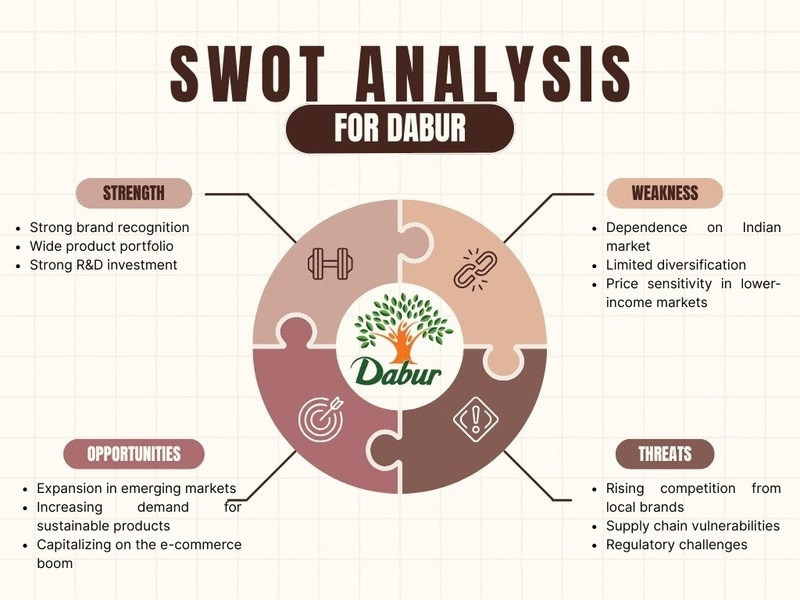 SWOT ANALYSIS
FOR DABUR
STRENGTH
• Strong brand recognition
• Wide product portfolio
• Strong R&D investment
WEAKNESS
• Dependence on Indian
market
• Limited diversification
• Price sensitivity in lower-
income markets
Dabur
OPPORTUNITIES
• Expansion in emerging markets
• Increasing demand for
sustainable products
• Capitalizing on the e-commerce
boom
THREATS
• Rising competition from
local brands
• Supply chain vulnerabilities
• Regulatory challenges